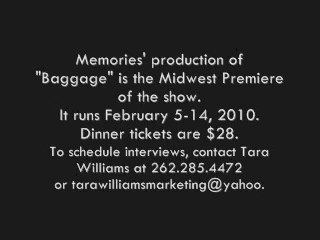 Memories' production of
"Baggage" is the Midwest Premiere
of the show.
It runs February 5-14, 2010.
Dinner tickets are $28.
To schedule interviews, contact Tara
Williams at 262.285.4472
or tarawilliamsmarketing@yahoo.